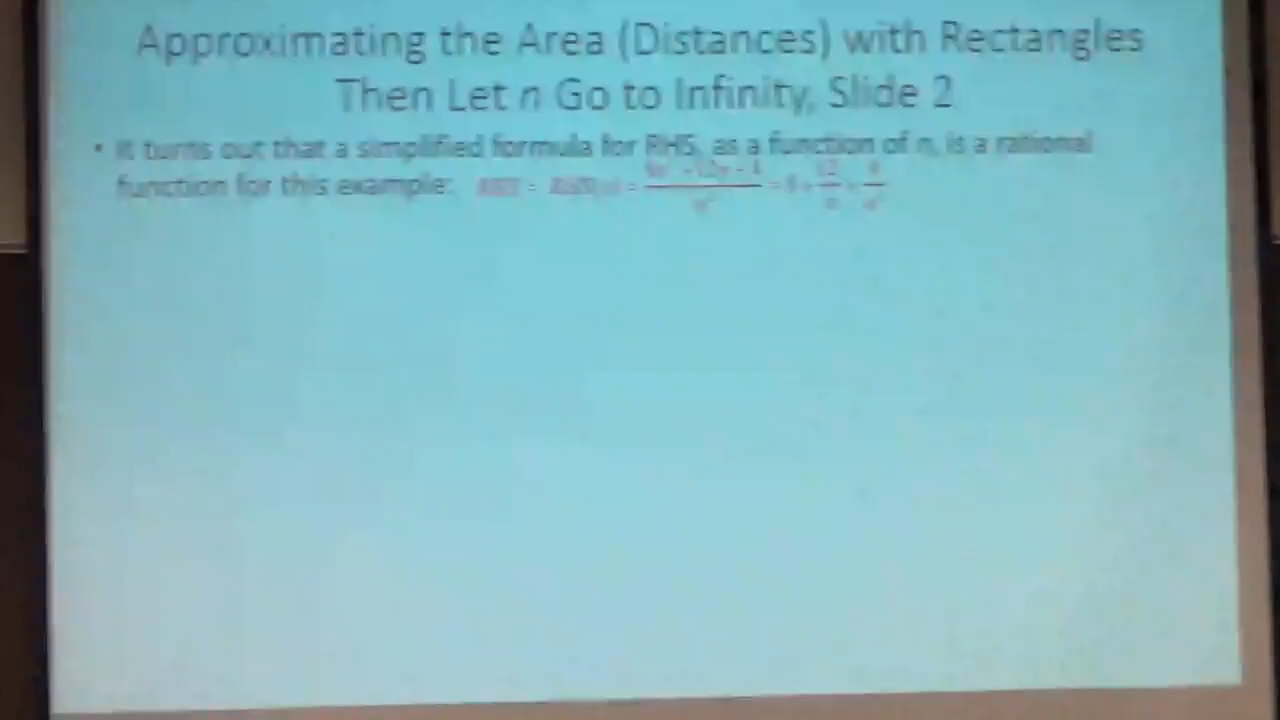 Approximating the Area (Distances) with Rectangles
Then Let n Go to Infinity, Slide 2
• It turns out that a simplified formula for RHS, as a function of n, is a rational
function for this example: